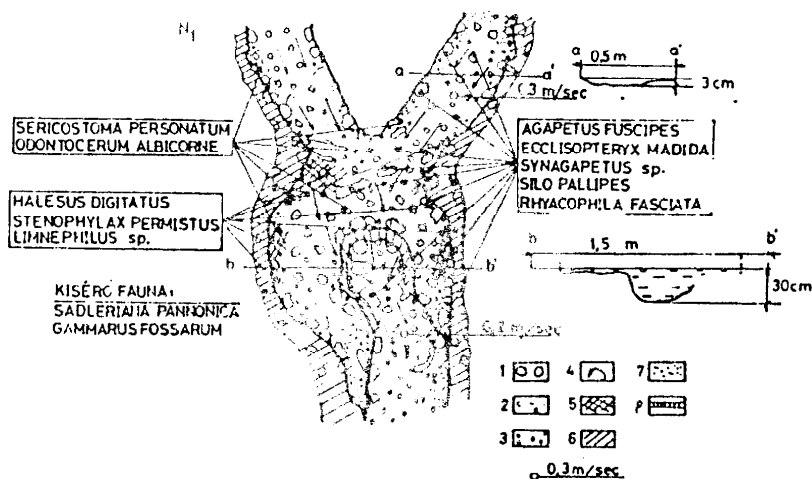 N1
a a'
0,5 m
3 cm
a a'
0,3 m/sec
SERICOSTOMA PERSONATUM
ODONTOCERUM ALBICORNE
AGAPETUS FUSCIPES
ECCLISOPTERYX MADIDA
SYNAGAPETUS sp.
SILO PALLIPES
RHYACOPHILA FASCIATA
HALESUS DIGITATUS
STENOPHYLAX PERMISTUS
LIMNEPHILUS sp.
b b'
1,5 m
30cm
b b'
KISÉRŐ FAUNA:
SADLERIANA PANNONICA
GAMMARUS FOSSARUM
m/sec
1 4 7
2 5
3 6
0,3 m/sec